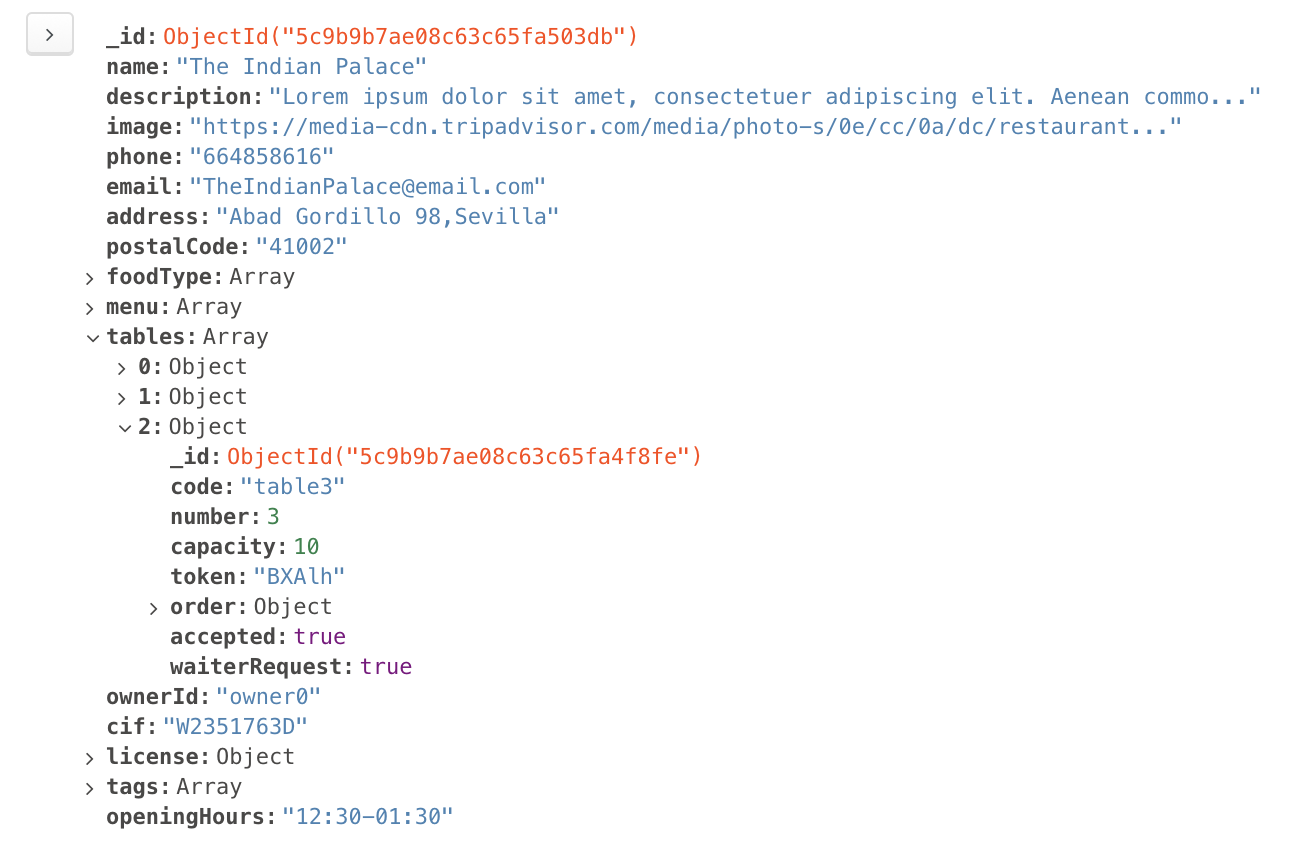 _id: ObjectId("5c9b9b7ae08c63c65fa503db")
name: "The Indian Palace"
description: "Lorem ipsum dolor sit amet, consectetuer adipiscing elit. Aenean commo..."
image: "https://media-cdn.tripadvisor.com/media/photo-s/0e/cc/0a/dc/restaurant..."
phone: "664858616"
email: "TheIndianPalace@email.com"
address: "Abad Gordillo 98,Sevilla"
postalCode: "41002"
foodType: Array
menu: Array
tables: Array
0: Object
1: Object
2: Object
_id: ObjectId("5c9b9b7ae08c63c65fa4f8fe")
code: "table3"
number: 3
capacity: 10
token: "BXAlh"
order: Object
accepted: true
waiterRequest: true
ownerId: "owner0"
cif: "W2351763D"
license: Object
tags: Array
openingHours: "12:30-01:30"